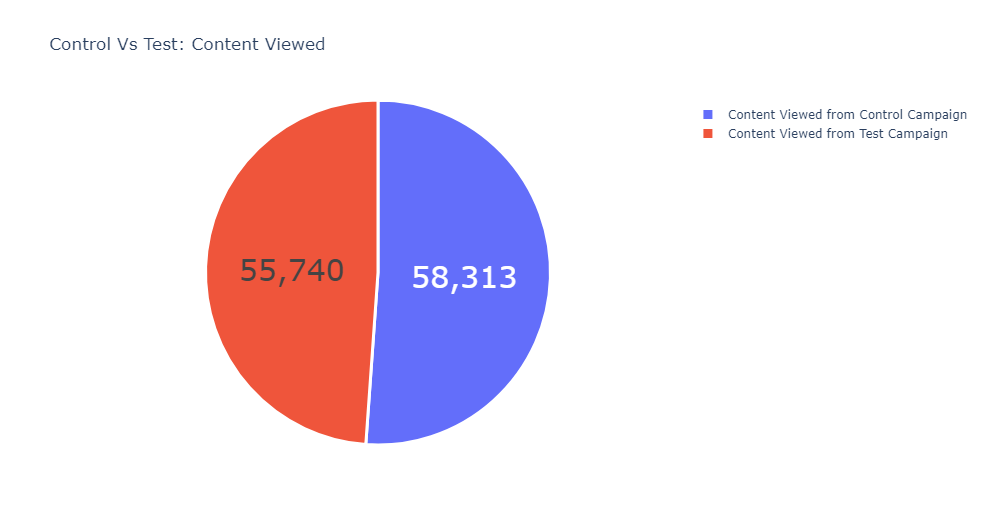 Control Vs Test: Content Viewed
Content Viewed from Control Campaign
Content Viewed from Test Campaign
55,740
58,313